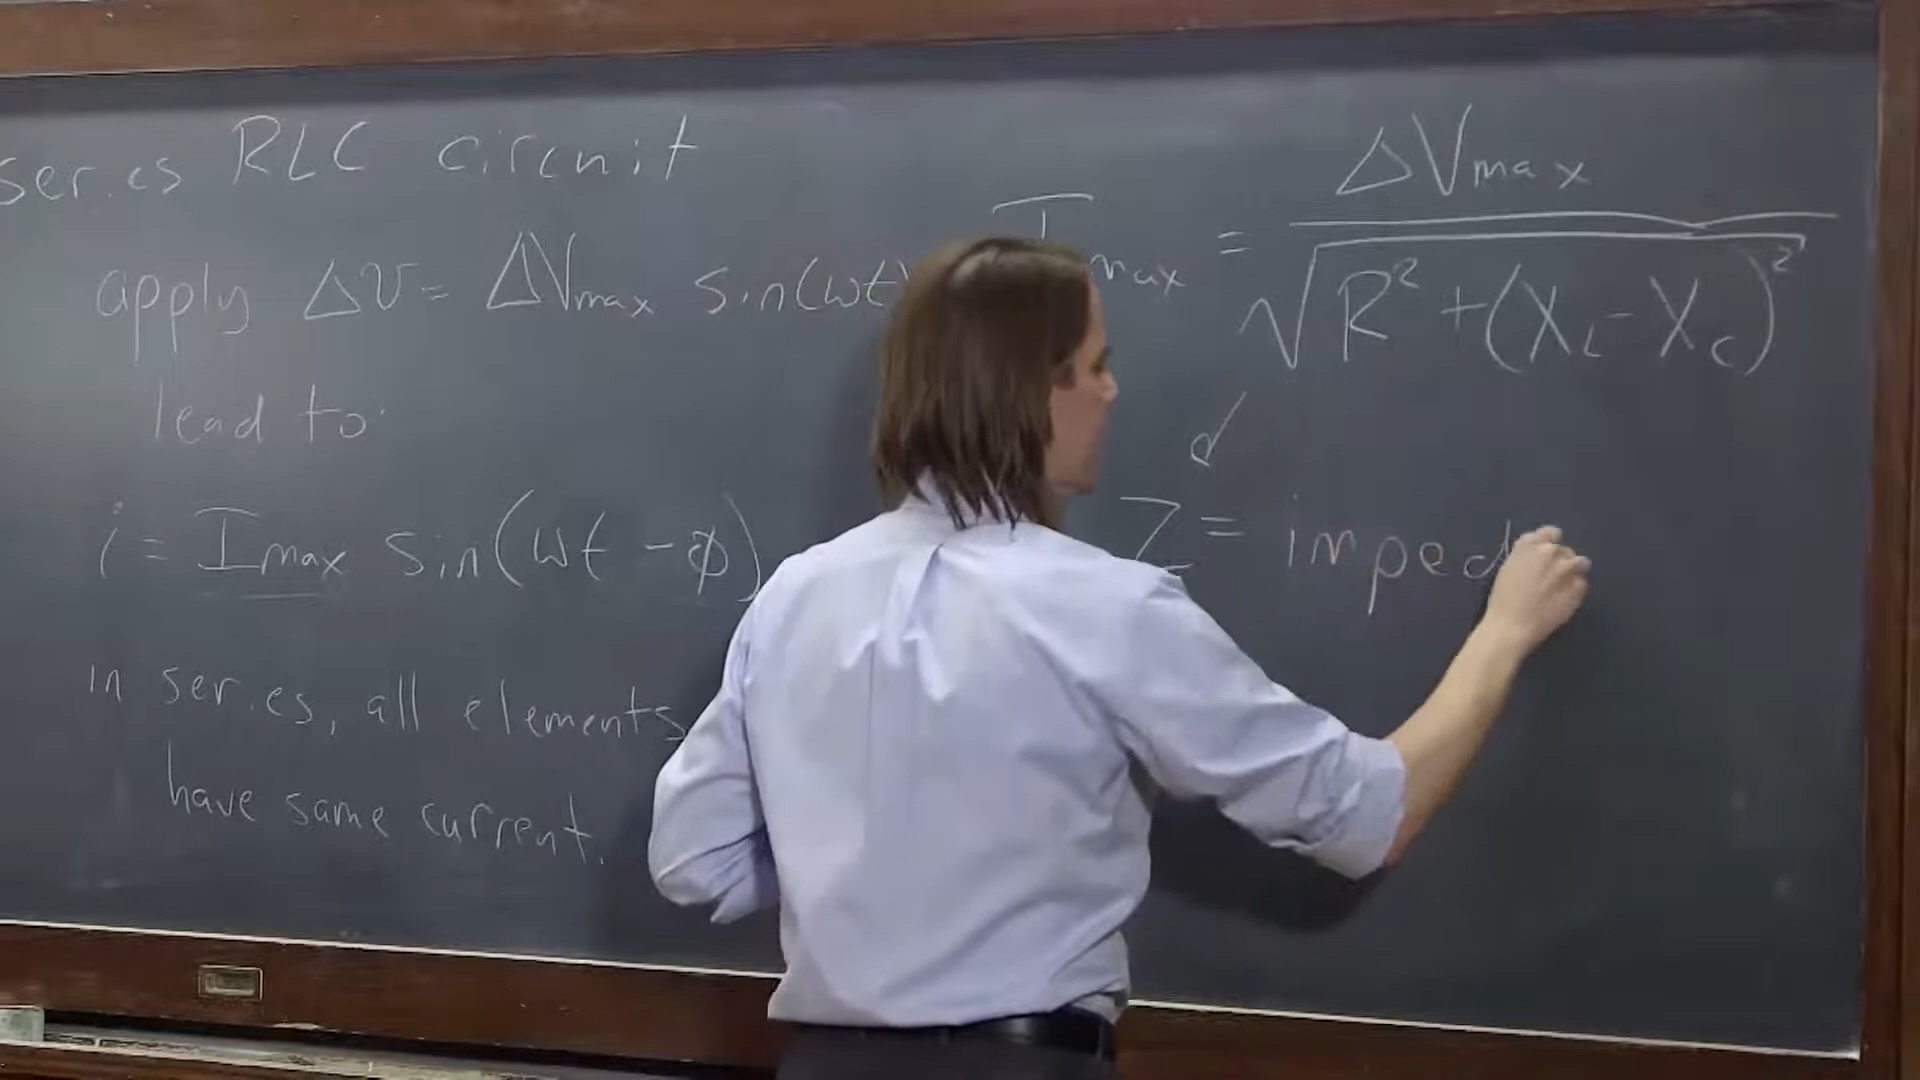 series RLC circuit
apply ΔV = ΔVmax sin(ωt)
lead to:
i = Imax sin(ωt - φ)
in series, all elements
have same current.
Imax = ΔVmax / √(R² + (XL - XC)²)
Z = imped